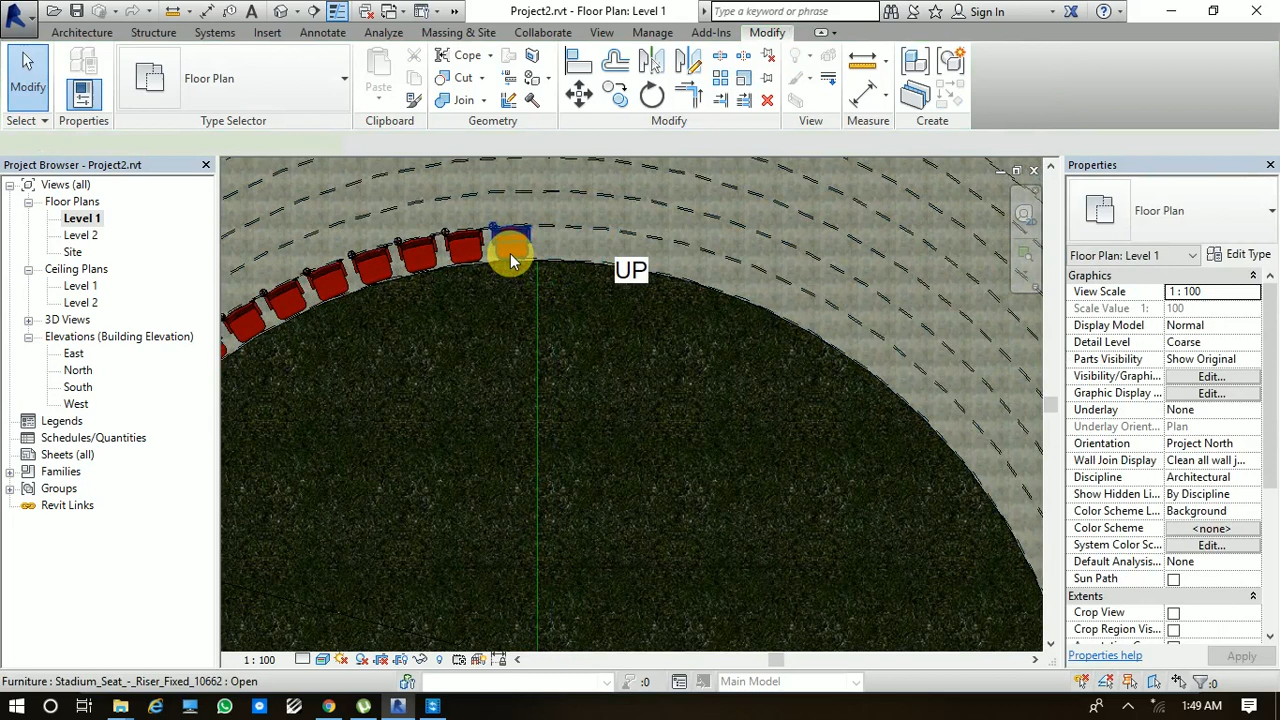 Project2.rvt - Floor Plan: Level 1
Type a keyword or phrase
Sign In
Architecture
Structure
Systems
Insert
Annotate
Analyze
Massing & Site
Collaborate
View
Manage
Add-Ins
Modify
Modify
Floor Plan
Paste
Cope
Cut
Join
Select
Properties
Type Selector
Clipboard
Geometry
Modify
View
Measure
Create
Project Browser - Project2.rvt
Views (all)
Floor Plans
Level 1
Level 2
Site
Ceiling Plans
Level 1
Level 2
3D Views
Elevations (Building Elevation)
East
North
South
West
Legends
Schedules/Quantities
Sheets (all)
Families
Groups
Revit Links
UP
Properties
Floor Plan
Floor Plan: Level 1
Edit Type
Graphics
View Scale 1 : 100
Scale Value 1: 100
Display Model Normal
Detail Level Coarse
Parts Visibility Show Original
Visibility/Graphi... Edit...
Graphic Display ... Edit...
Underlay None
Underlay Orient... Plan
Orientation Project North
Wall Join Display Clean all wall j...
Discipline Architectural
Show Hidden Li... By Discipline
Color Scheme L... Background
Color Scheme <none>
System Color Sc... Edit...
Default Analysis... None
Sun Path
Extents
Crop View
Crop Region Vis...
Properties help
Apply
1 : 100
Furniture : Stadium_Seat_-_Riser_Fixed_10662 : Open
:0
Main Model
:0
1:49 AM